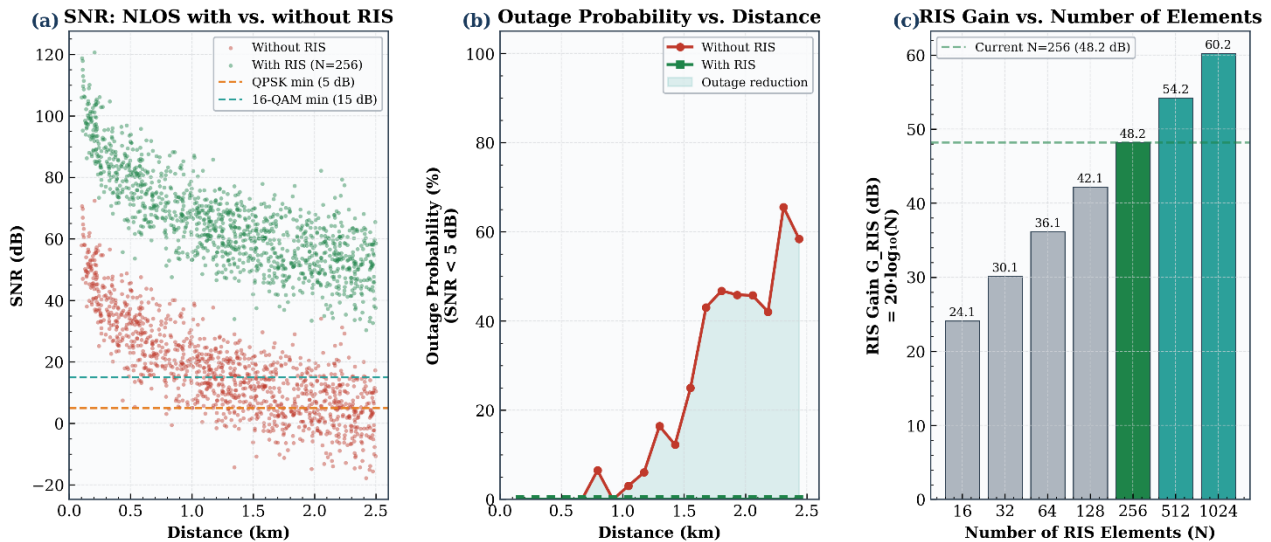 (a) SNR: NLOS with vs. without RIS
Without RIS
With RIS (N=256)
QPSK min (5 dB)
16-QAM min (15 dB)
SNR (dB)
120
100
80
60
40
20
0
−20
0.0 0.5 1.0 1.5 2.0 2.5
Distance (km)
(b) Outage Probability vs. Distance
Without RIS
With RIS
Outage reduction
Outage Probability (%)
(SNR < 5 dB)
100
80
60
40
20
0
0.0 0.5 1.0 1.5 2.0 2.5
Distance (km)
(c) RIS Gain vs. Number of Elements
Current N=256 (48.2 dB)
RIS Gain G_RIS (dB)
= 20·log₁₀(N)
60
50
40
30
20
10
0
24.1
30.1
36.1
42.1
48.2
54.2
60.2
16 32 64 128 256 512 1024
Number of RIS Elements (N)